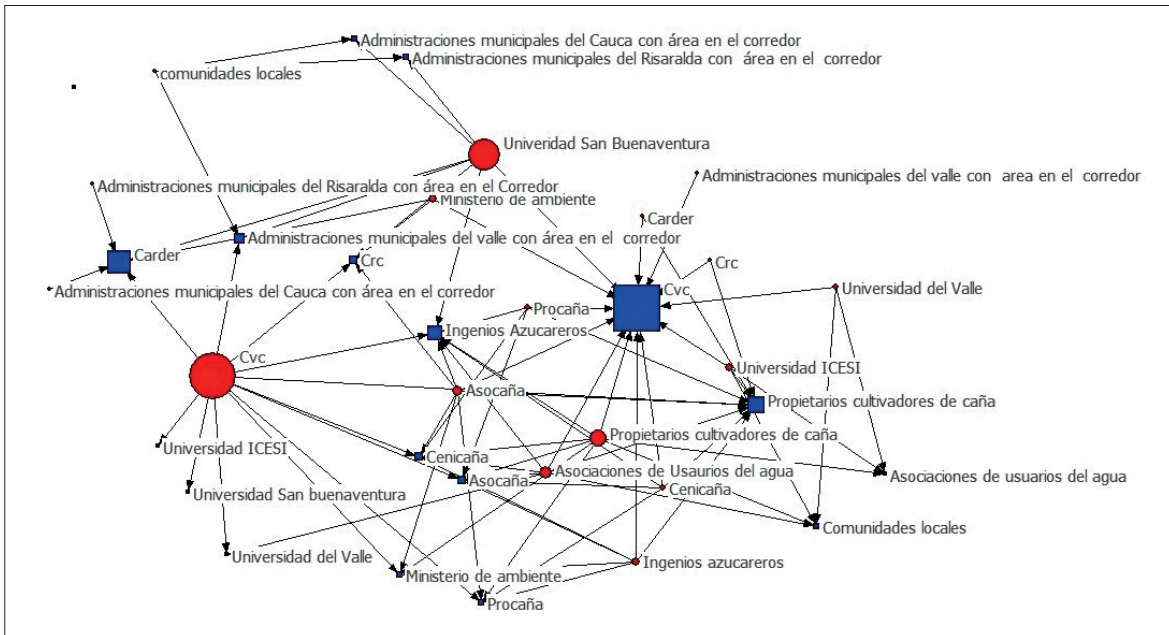 Administraciones municipales del Cauca con área en el corredor
Administraciones municipales del Risaralda con  área en el  corredor
comunidades locales
Univeridad San Buenaventura
Administraciones municipales del valle con  area en el  corredor
Administraciones municipales del Risaralda con área en el Corredor
Ministerio de ambiente
Carder
Administraciones municipales del valle con área en el  corredor
Carder
Crc
Crc
Administraciones municipales del Cauca con área en el corredor
Cvc
Universidad del Valle
Procaña
Ingenios Azucareros
Cvc
Universidad ICESI
Asocaña
Propietarios cultivadores de caña
Propietarios cultivadores de caña
Universidad ICESI
Cenicaña
Asociaciones de Usaurios del agua
Asociaciones de usuarios del agua
Asocaña
Cenicaña
Universidad San buenaventura
Comunidades locales
Universidad del Valle
Ingenios azucareros
Ministerio de ambiente
Procaña